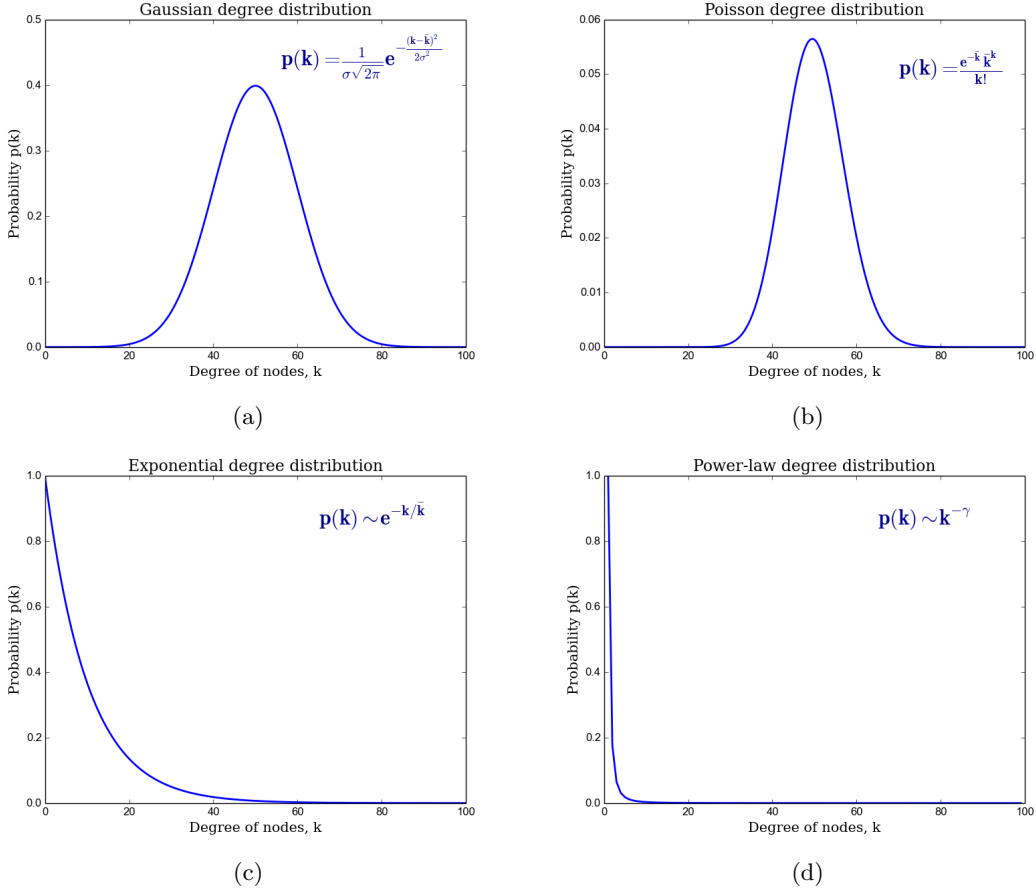 Gaussian degree distribution
p(k) = 1/(σ√(2π)) e^(−(k−k̄)²/(2σ²))
0.5
0.4
0.3
0.2
0.1
0.0
Probability p(k)
0 20 40 60 80 100
Degree of nodes, k
(a)
Poisson degree distribution
p(k) = e^(−k̄) k̄^k / k!
0.06
0.05
0.04
0.03
0.02
0.01
0.00
Probability p(k)
0 20 40 60 80 100
Degree of nodes, k
(b)
Exponential degree distribution
p(k) ∼ e^(−k/k̄)
1.0
0.8
0.6
0.4
0.2
0.0
Probability p(k)
0 20 40 60 80 100
Degree of nodes, k
(c)
Power-law degree distribution
p(k) ∼ k^(−γ)
1.0
0.8
0.6
0.4
0.2
0.0
Probability p(k)
0 20 40 60 80 100
Degree of nodes, k
(d)